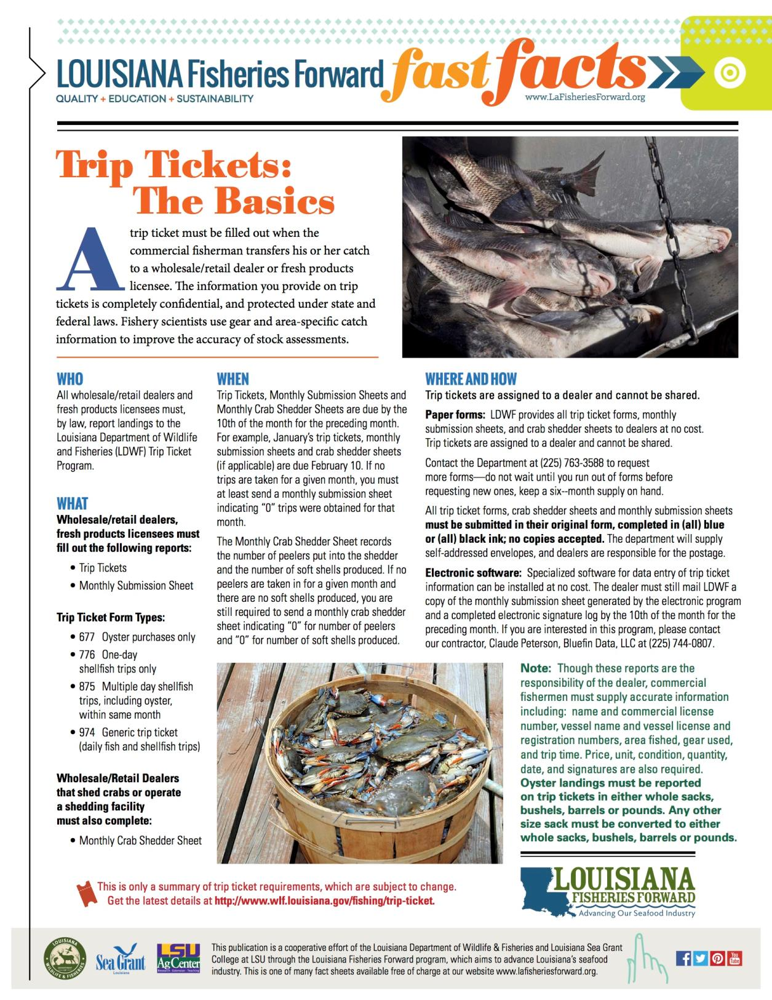 LOUISIANA Fisheries Forward fast facts
QUALITY + EDUCATION + SUSTAINABILITY
www.LaFisheriesForward.org
Trip Tickets:
The Basics
A trip ticket must be filled out when the
commercial fisherman transfers his or her catch
to a wholesale/retail dealer or fresh products
licensee. The information you provide on trip
tickets is completely confidential, and protected under state and
federal laws. Fishery scientists use gear and area-specific catch
information to improve the accuracy of stock assessments.
WHO
All wholesale/retail dealers and
fresh products licensees must,
by law, report landings to the
Louisiana Department of Wildlife
and Fisheries (LDWF) Trip Ticket
Program.
WHAT
Wholesale/retail dealers,
fresh products licensees must
fill out the following reports:
• Trip Tickets
• Monthly Submission Sheet
Trip Ticket Form Types:
• 677 Oyster purchases only
• 776 One-day
shellfish trips only
• 875 Multiple day shellfish
trips, including oyster,
within same month
• 974 Generic trip ticket
(daily fish and shellfish trips)
Wholesale/Retail Dealers
that shed crabs or operate
a shedding facility
must also complete:
• Monthly Crab Shedder Sheet
WHEN
Trip Tickets, Monthly Submission Sheets and
Monthly Crab Shedder Sheets are due by the
10th of the month for the preceding month.
For example, January's trip tickets, monthly
submission sheets and crab shedder sheets
(if applicable) are due February 10. If no
trips are taken for a given month, you must
at least send a monthly submission sheet
indicating "0" trips were obtained for that
month.
The Monthly Crab Shedder Sheet records
the number of peelers put into the shedder
and the number of soft shells produced. If no
peelers are taken in for a given month and
there are no soft shells produced, you are
still required to send a monthly crab shedder
sheet indicating "0" for number of peelers
and "0" for number of soft shells produced.
WHERE AND HOW
Trip tickets are assigned to a dealer and cannot be shared.
Paper forms: LDWF provides all trip ticket forms, monthly
submission sheets, and crab shedder sheets to dealers at no cost.
Trip tickets are assigned to a dealer and cannot be shared.
Contact the Department at (225) 763-3588 to request
more forms—do not wait until you run out of forms before
requesting new ones, keep a six--month supply on hand.
All trip ticket forms, crab shedder sheets and monthly submission sheets
must be submitted in their original form, completed in (all) blue
or (all) black ink; no copies accepted. The department will supply
self-addressed envelopes, and dealers are responsible for the postage.
Electronic software: Specialized software for data entry of trip ticket
information can be installed at no cost. The dealer must still mail LDWF a
copy of the monthly submission sheet generated by the electronic program
and a completed electronic signature log by the 10th of the month for the
preceding month. If you are interested in this program, please contact
our contractor, Claude Peterson, Bluefin Data, LLC at (225) 744-0807.
Note: Though these reports are the
responsibility of the dealer, commercial
fishermen must supply accurate information
including: name and commercial license
number, vessel name and vessel license and
registration numbers, area fished, gear used,
and trip time. Price, unit, condition, quantity,
date, and signatures are also required.
Oyster landings must be reported
on trip tickets in either whole sacks,
bushels, barrels or pounds. Any other
size sack must be converted to either
whole sacks, bushels, barrels or pounds.
This is only a summary of trip ticket requirements, which are subject to change.
Get the latest details at http://www.wlf.louisiana.gov/fishing/trip-ticket.
LOUISIANA
FISHERIES FORWARD
Advancing Our Seafood Industry
LOUISIANA
DEPARTMENT OF
WILDLIFE & FISHERIES
Sea Grant
Louisiana
LSU
AgCenter
Research · Extension · Teaching
This publication is a cooperative effort of the Louisiana Department of Wildlife & Fisheries and Louisiana Sea Grant
College at LSU through the Louisiana Fisheries Forward program, which aims to advance Louisiana's seafood
industry. This is one of many fact sheets available free of charge at our website www.lafisheriesforward.org.
You
Tube